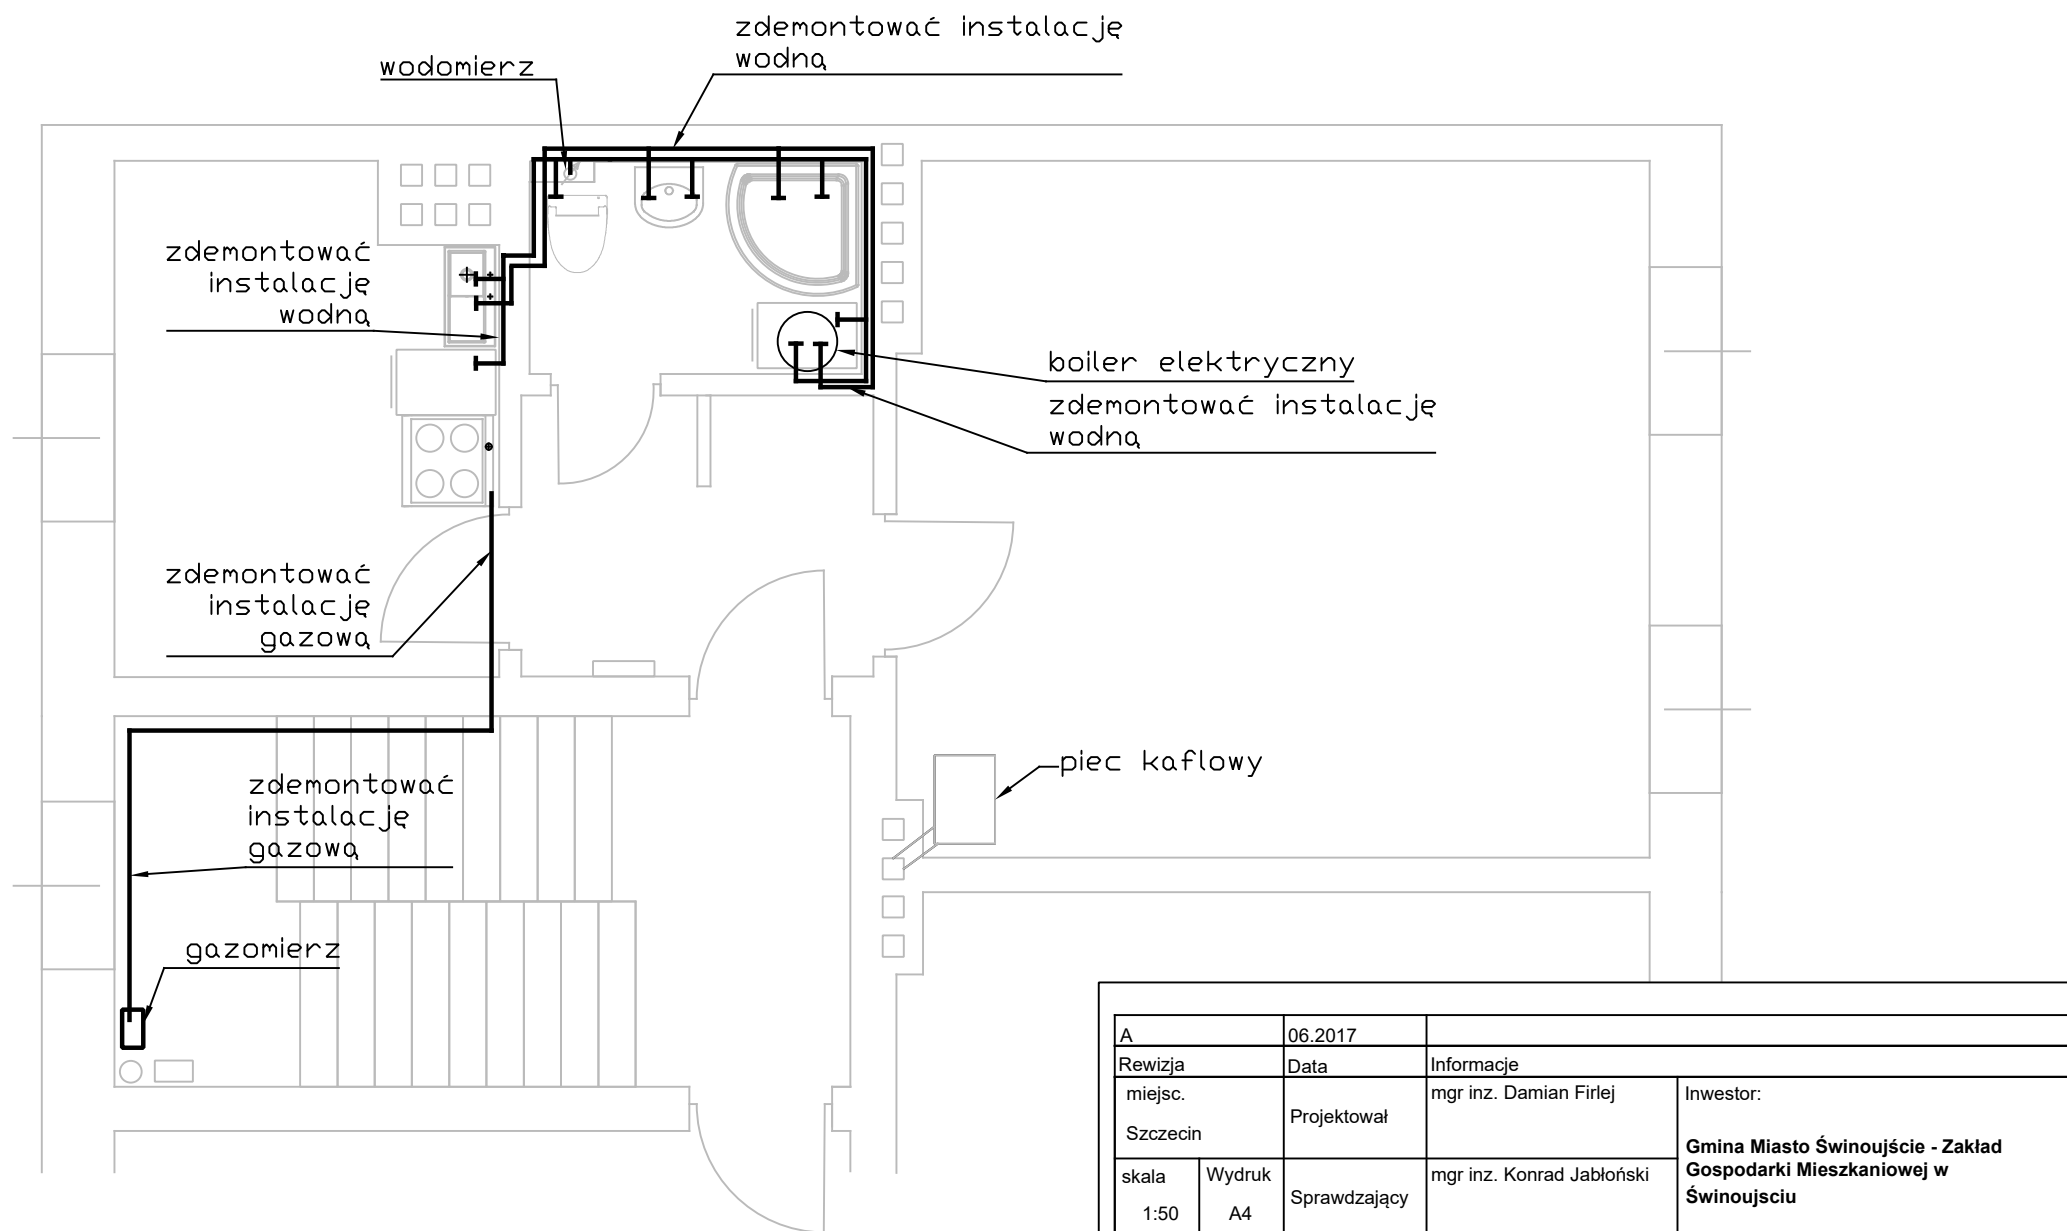 zdemontować instalację
wodną
wodomierz
zdemontować
instalację
wodną
boiler elektryczny
zdemontować instalację
wodną
zdemontować
instalację
gazową
piec kaflowy
zdemontować
instalację
gazową
gazomierz
A 06.2017
Rewizja Data Informacje
miejsc.
Szczecin
Projektował
mgr inz. Damian Firlej
Inwestor:
Gmina Miasto Świnoujście - Zakład
Gospodarki Mieszkaniowej w
Świnoujsciu
skala
1:50
Wydruk
A4
Sprawdzający
mgr inz. Konrad Jabłoński